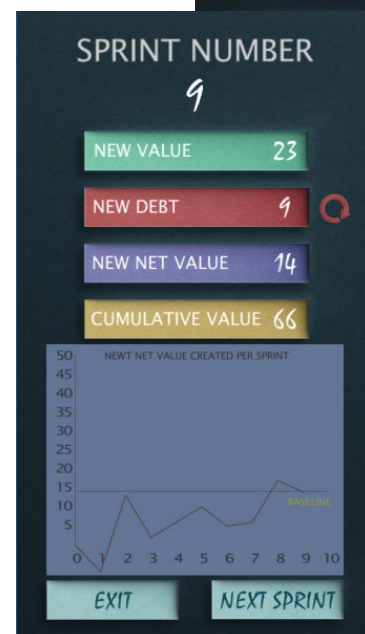 SPRINT NUMBER
9
NEW VALUE 23
NEW DEBT 9
NEW NET VALUE 14
CUMULATIVE VALUE 66
NEWT NET VALUE CREATED PER SPRINT
50
45
40
35
30
25
20
15
10
5
BASELINE
0 1 2 3 4 5 6 7 8 9 10
EXIT NEXT SPRINT